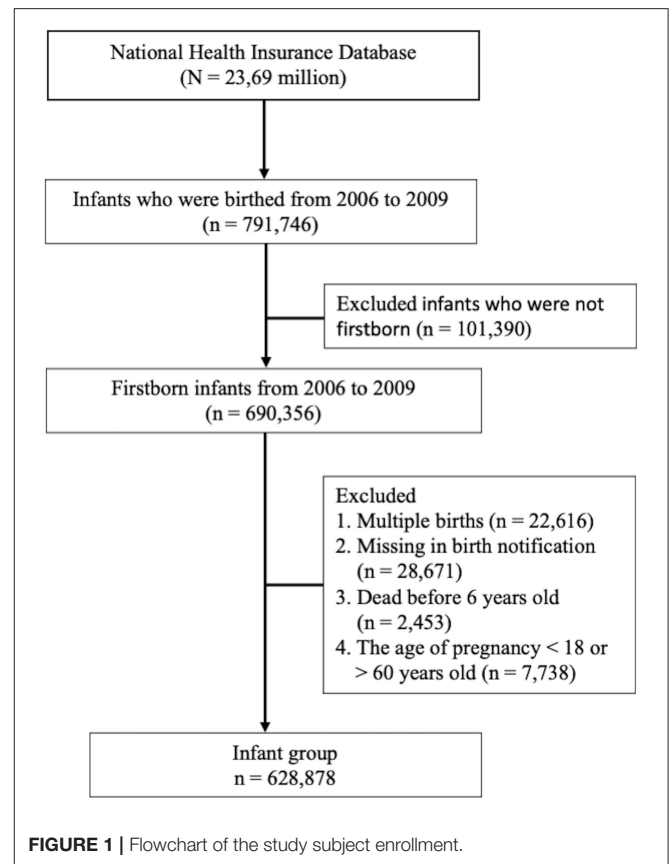 National Health Insurance Database
(N = 23,69 million)
Infants who were birthed from 2006 to 2009
(n = 791,746)
Excluded infants who were not
firstborn (n = 101,390)
Firstborn infants from 2006 to 2009
(n = 690,356)
Excluded
1. Multiple births (n = 22,616)
2. Missing in birth notification
(n = 28,671)
3. Dead before 6 years old
(n = 2,453)
4. The age of pregnancy < 18 or
> 60 years old (n = 7,738)
Infant group
n = 628,878
FIGURE 1 | Flowchart of the study subject enrollment.